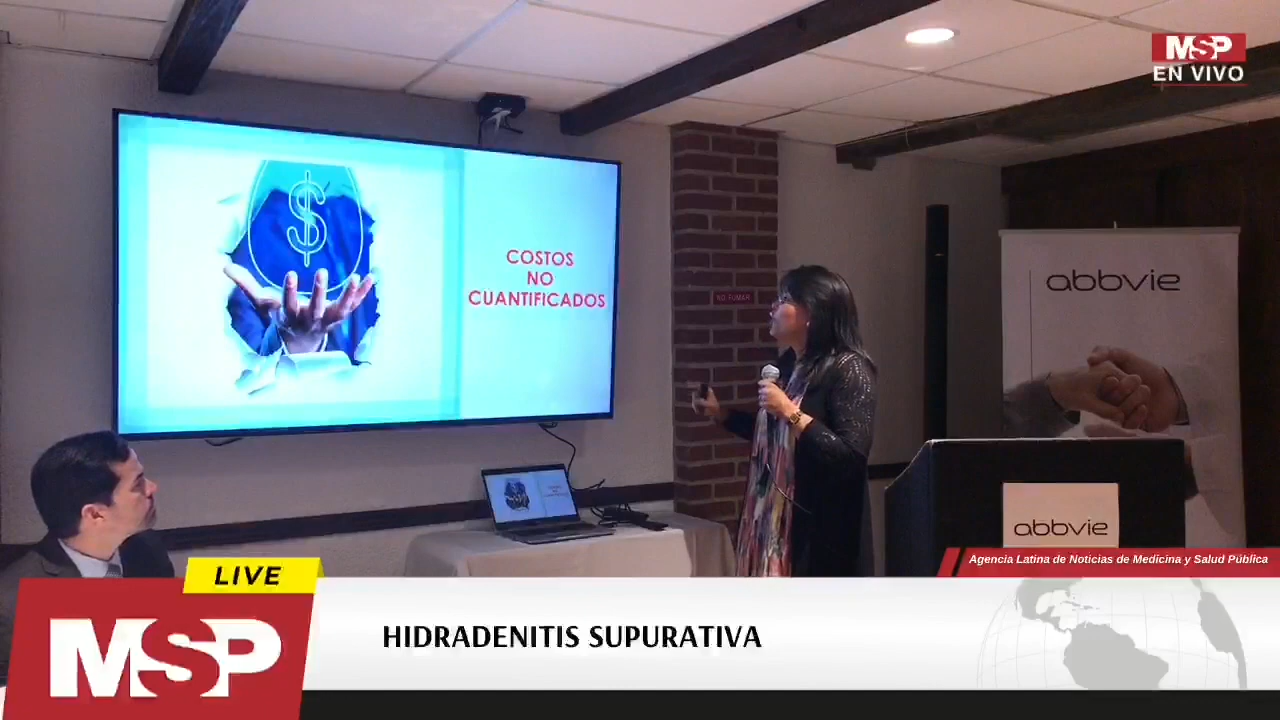 MSP
EN VIVO
$
COSTOS
NO
CUANTIFICADOS
NO FUMAR
abbvie
abbvie
Agencia Latina de Noticias de Medicina y Salud Pública
LIVE
MSP
HIDRADENITIS SUPURATIVA